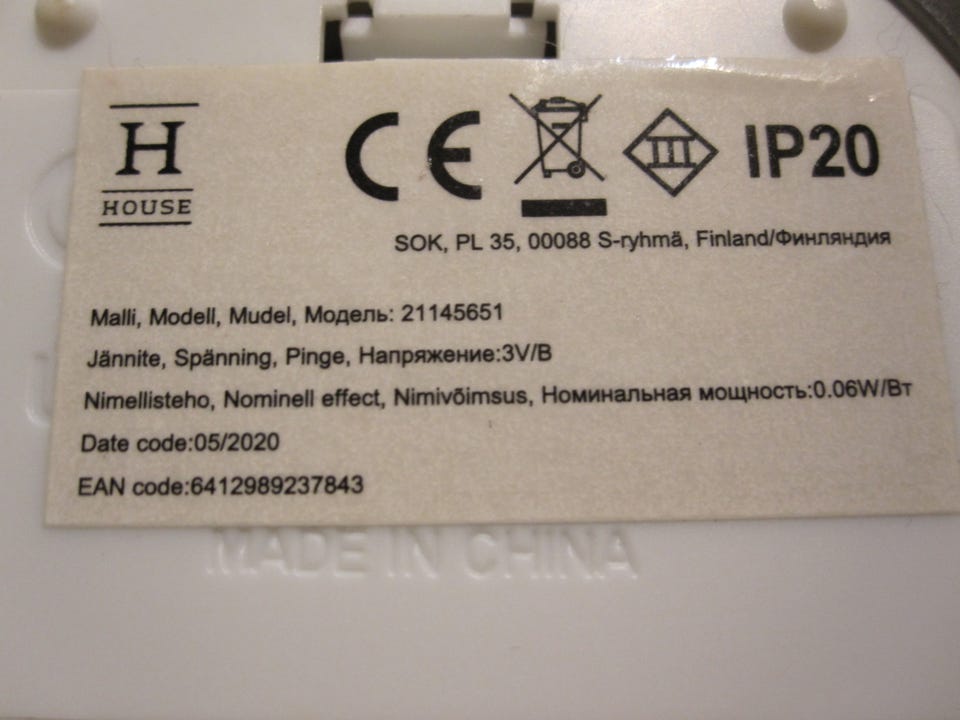 H
HOUSE
CE
III
IP20
SOK, PL 35, 00088 S-ryhmä, Finland/Финляндия
Malli, Modell, Mudel, Модель: 21145651
Jännite, Spänning, Pinge, Напряжение:3V/В
Nimellisteho, Nominell effect, Nimivõimsus, Номинальная мощность:0.06W/Вт
Date code:05/2020
EAN code:6412989237843
MADE IN CHINA